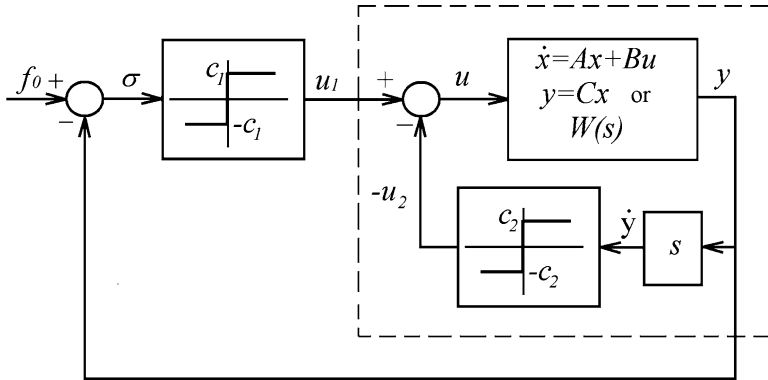 f₀ +
−
σ
c₁
-c₁
u₁
+
−
u
ẋ=Ax+Bu
y=Cx or
W(s)
y
-u₂
c₂
-c₂
ẏ
s